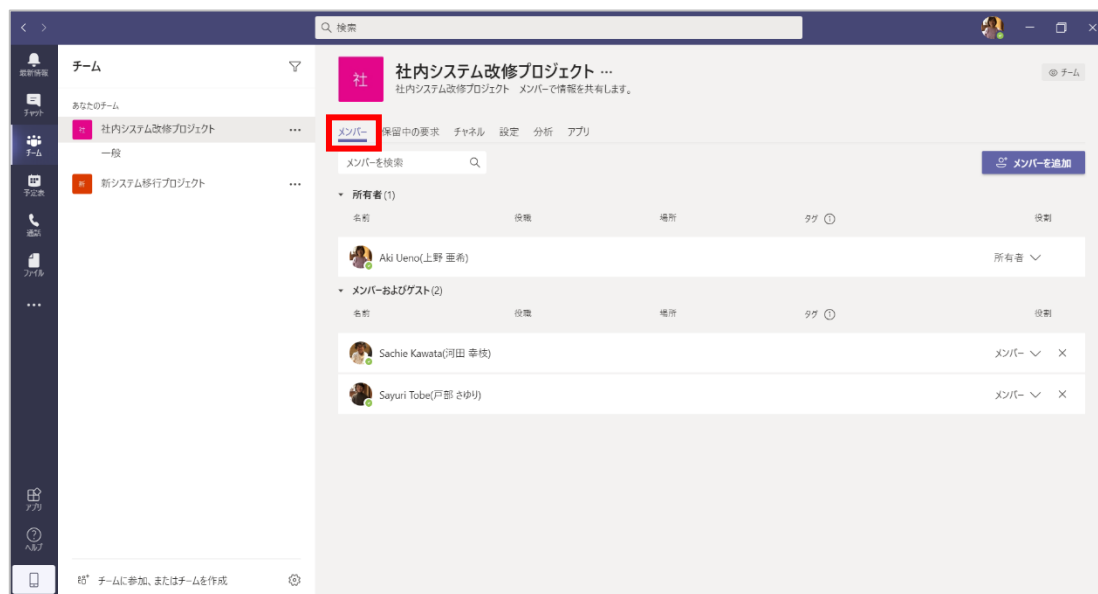 検索
最新情報
チャット
チーム
予定表
通話
ファイル
アプリ
ヘルプ
チーム
あなたのチーム
社 社内システム改修プロジェクト ...
一般
新 新システム移行プロジェクト ...
チームに参加、またはチームを作成
社 社内システム改修プロジェクト ...
社内システム改修プロジェクト メンバーで情報を共有します。
チーム
メンバー 保留中の要求 チャネル 設定 分析 アプリ
メンバーを検索
メンバーを追加
所有者(1)
名前 役職 場所 タグ 役割
Aki Ueno(上野 亜希) 所有者
メンバーおよびゲスト(2)
名前 役職 場所 タグ 役割
Sachie Kawata(河田 幸枝) メンバー
Sayuri Tobe(戸部 さゆり) メンバー